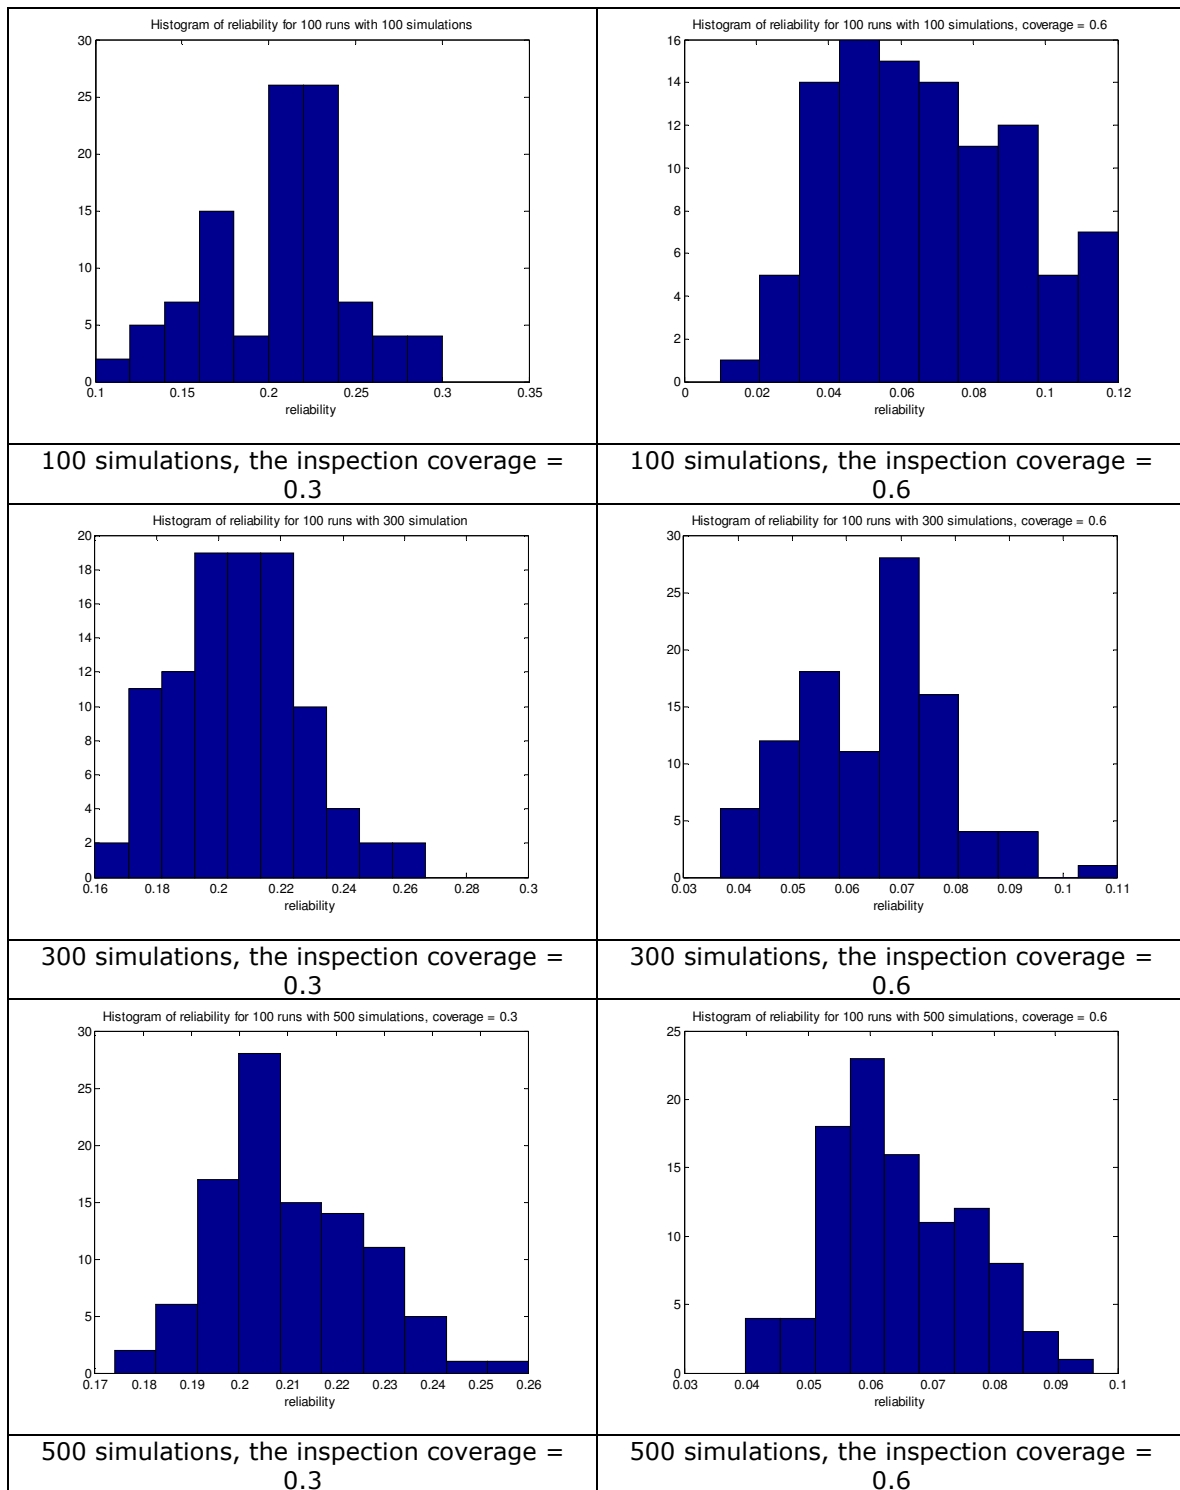 Histogram of reliability for 100 runs with 100 simulations
30
25
20
15
10
5
0
0.1 0.15 0.2 0.25 0.3 0.35
reliability
Histogram of reliability for 100 runs with 100 simulations, coverage = 0.6
16
14
12
10
8
6
4
2
0
0 0.02 0.04 0.06 0.08 0.1 0.12
reliability
100 simulations, the inspection coverage =
0.3
100 simulations, the inspection coverage =
0.6
Histogram of reliability for 100 runs with 300 simulation
20
18
16
14
12
10
8
6
4
2
0
0.16 0.18 0.2 0.22 0.24 0.26 0.28 0.3
reliability
Histogram of reliability for 100 runs with 300 simulations, coverage = 0.6
30
25
20
15
10
5
0
0.03 0.04 0.05 0.06 0.07 0.08 0.09 0.1 0.11
reliability
300 simulations, the inspection coverage =
0.3
300 simulations, the inspection coverage =
0.6
Histogram of reliability for 100 runs with 500 simulations, coverage = 0.3
30
25
20
15
10
5
0
0.17 0.18 0.19 0.2 0.21 0.22 0.23 0.24 0.25 0.26
reliability
Histogram of reliability for 100 runs with 500 simulations, coverage = 0.6
25
20
15
10
5
0
0.03 0.04 0.05 0.06 0.07 0.08 0.09 0.1
reliability
500 simulations, the inspection coverage =
0.3
500 simulations, the inspection coverage =
0.6